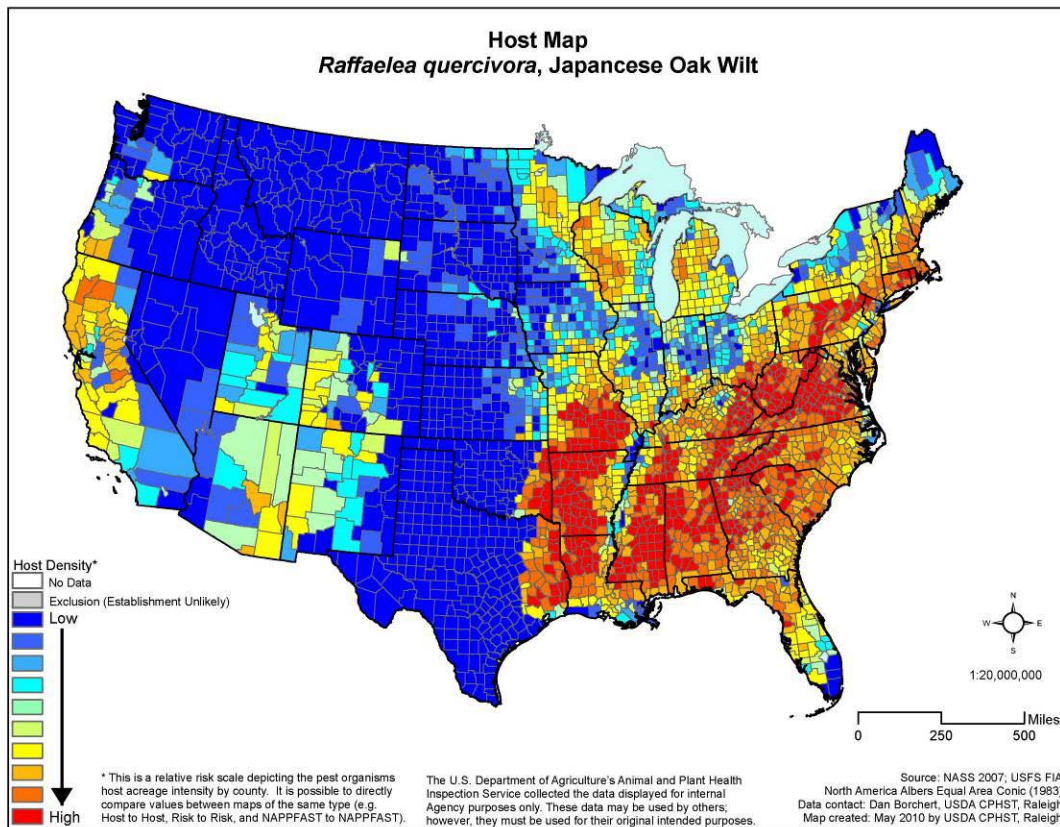 Host Map
Raffaelea quercivora, Japancese Oak Wilt
Host Density*
No Data
Exclusion (Establishment Unlikely)
Low
High
N
W E
S
1:20,000,000
Miles
0 250 500
* This is a relative risk scale depicting the pest organisms
host acreage intensity by county. It is possible to directly
compare values between maps of the same type (e.g.
Host to Host, Risk to Risk, and NAPPFAST to NAPPFAST).
The U.S. Department of Agriculture's Animal and Plant Health
Inspection Service collected the data displayed for internal
Agency purposes only. These data may be used by others;
however, they must be used for their original intended purposes.
Source: NASS 2007; USFS FIA
North America Albers Equal Area Conic (1983)
Data contact: Dan Borchert, USDA CPHST, Raleigh
Map created: May 2010 by USDA CPHST, Raleigh